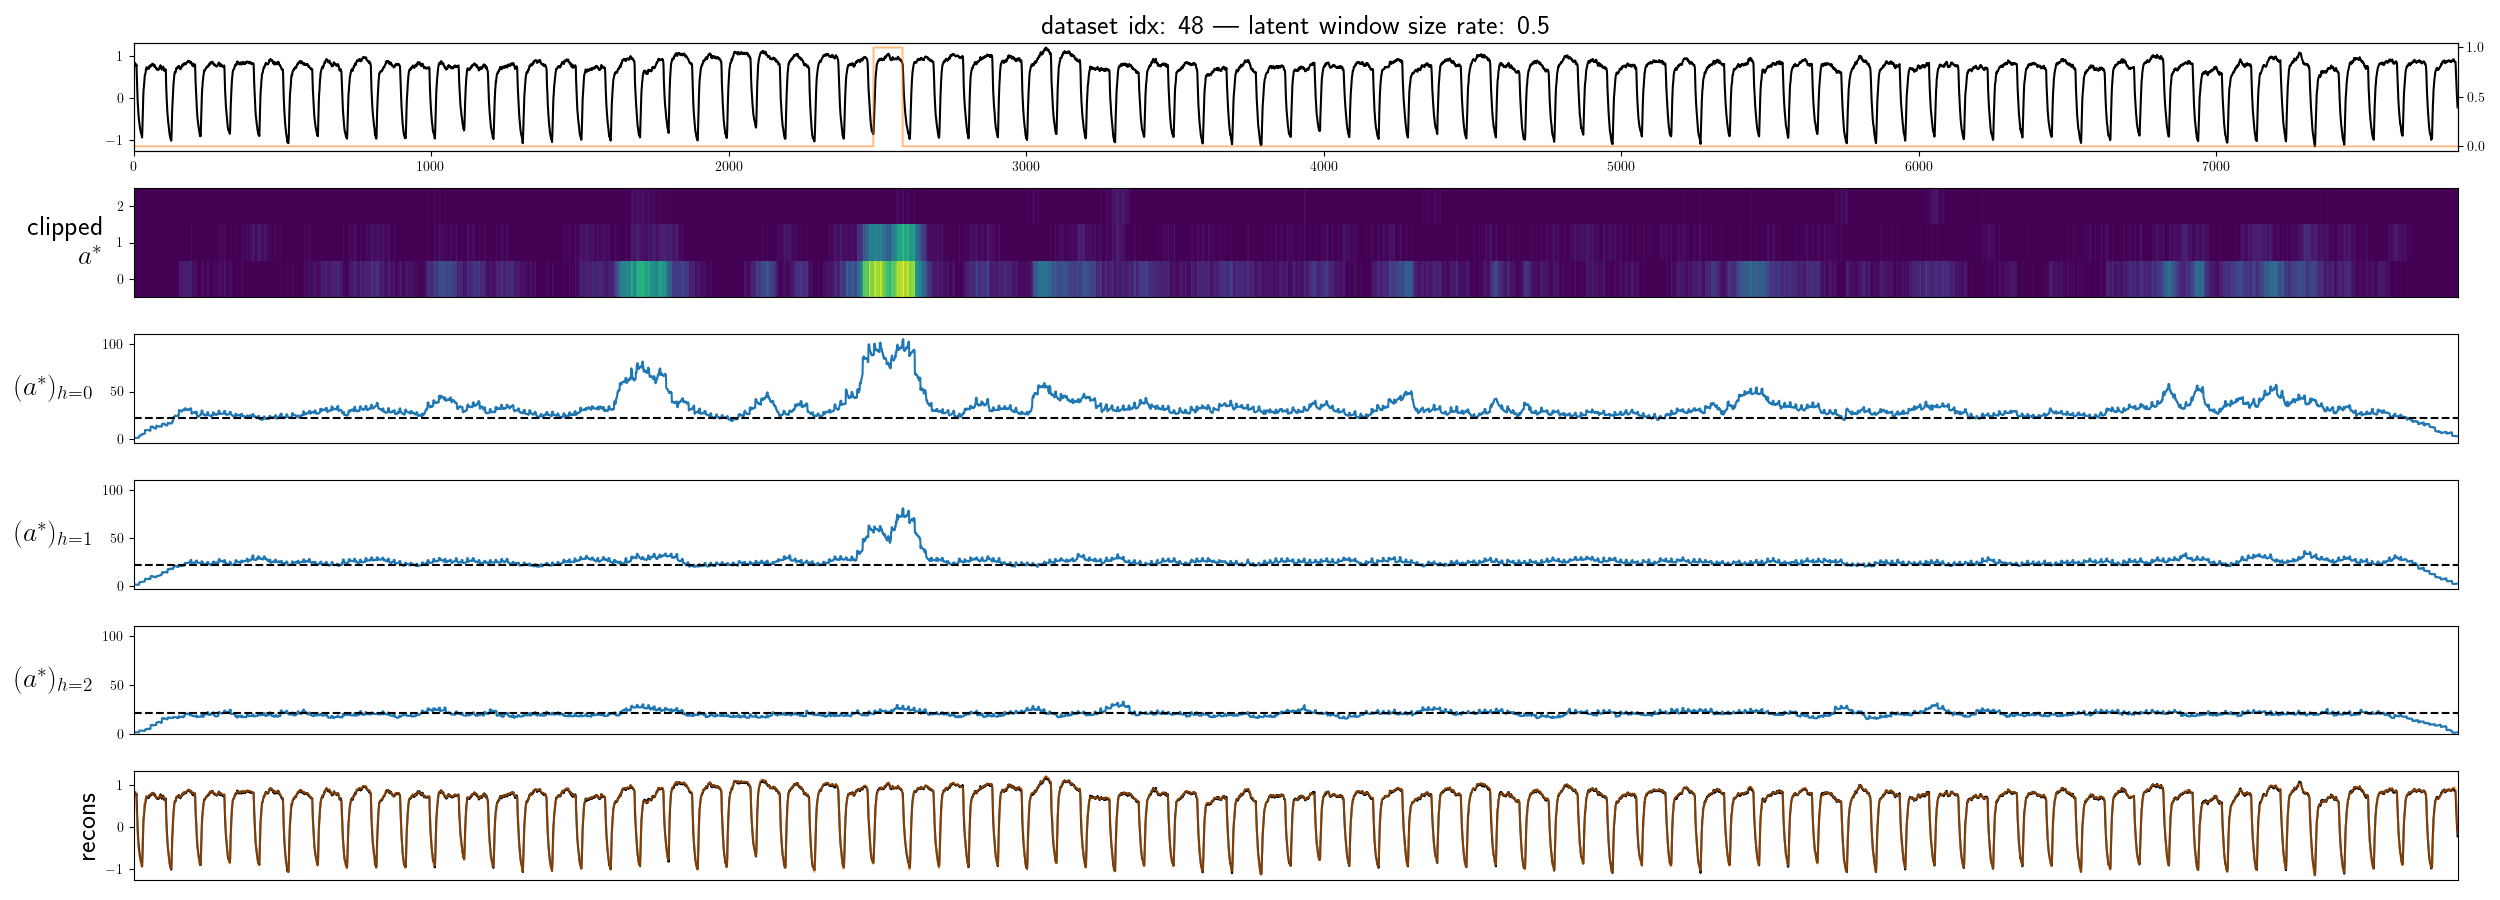 dataset idx: 48 — latent window size rate: 0.5
1
0
−1
1.0
0.5
0.0
0 1000 2000 3000 4000 5000 6000 7000
clipped
a*
2
1
0
(a*)h=0
100
50
0
(a*)h=1
100
50
0
(a*)h=2
100
50
0
recons
1
0
−1